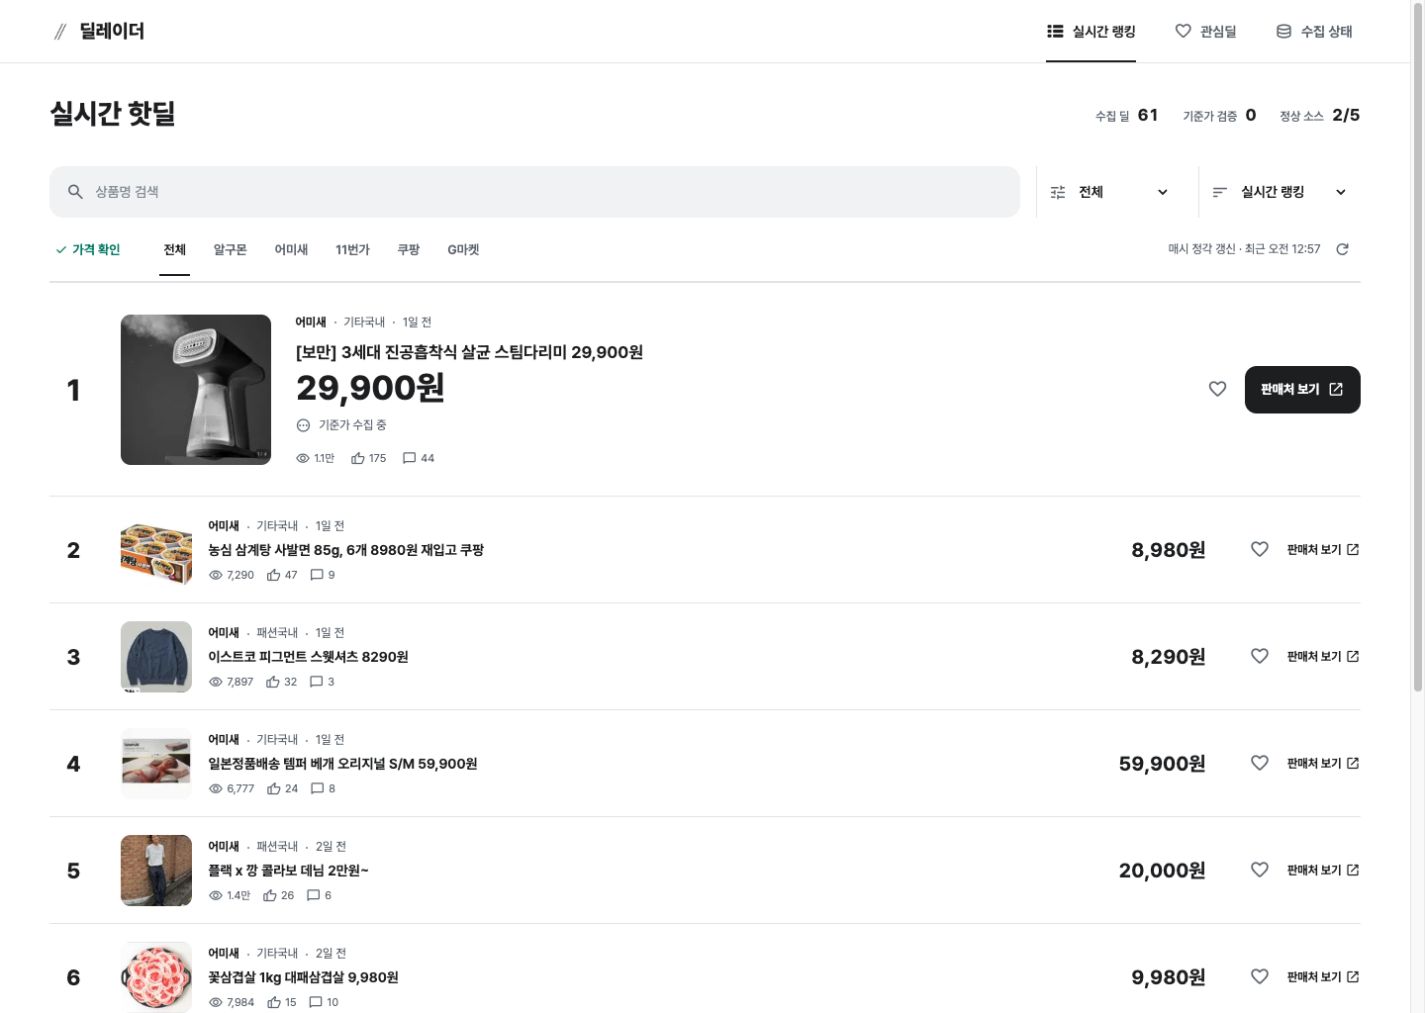 딜레이더
실시간 랭킹
관심딜
수집 상태
실시간 핫딜
수집 딜 61
기준가 검증 0
정상 소스 2/5
상품명 검색
전체
실시간 랭킹
가격 확인
전체
알구몬
어미새
11번가
쿠팡
G마켓
매시 정각 갱신 · 최근 오전 12:57
1
어미새 · 기타국내 · 1일 전
[보만] 3세대 진공흡착식 살균 스팀다리미 29,900원
29,900원
기준가 수집 중
1.1만 175 44
판매처 보기
2
어미새 · 기타국내 · 1일 전
농심 삼계탕 사발면 85g, 6개 8980원 재입고 쿠팡
7,290 47 9
8,980원
판매처 보기
3
어미새 · 패션국내 · 1일 전
이스트코 피그먼트 스웻셔츠 8290원
7,897 32 3
8,290원
판매처 보기
4
어미새 · 기타국내 · 1일 전
일본정품배송 템퍼 베개 오리지널 S/M 59,900원
6,777 24 8
59,900원
판매처 보기
5
어미새 · 패션국내 · 2일 전
플랙 x 깡 콜라보 데님 2만원~
1.4만 26 6
20,000원
판매처 보기
6
어미새 · 기타국내 · 2일 전
꽃삼겹살 1kg 대패삼겹살 9,980원
7,984 15 10
9,980원
판매처 보기